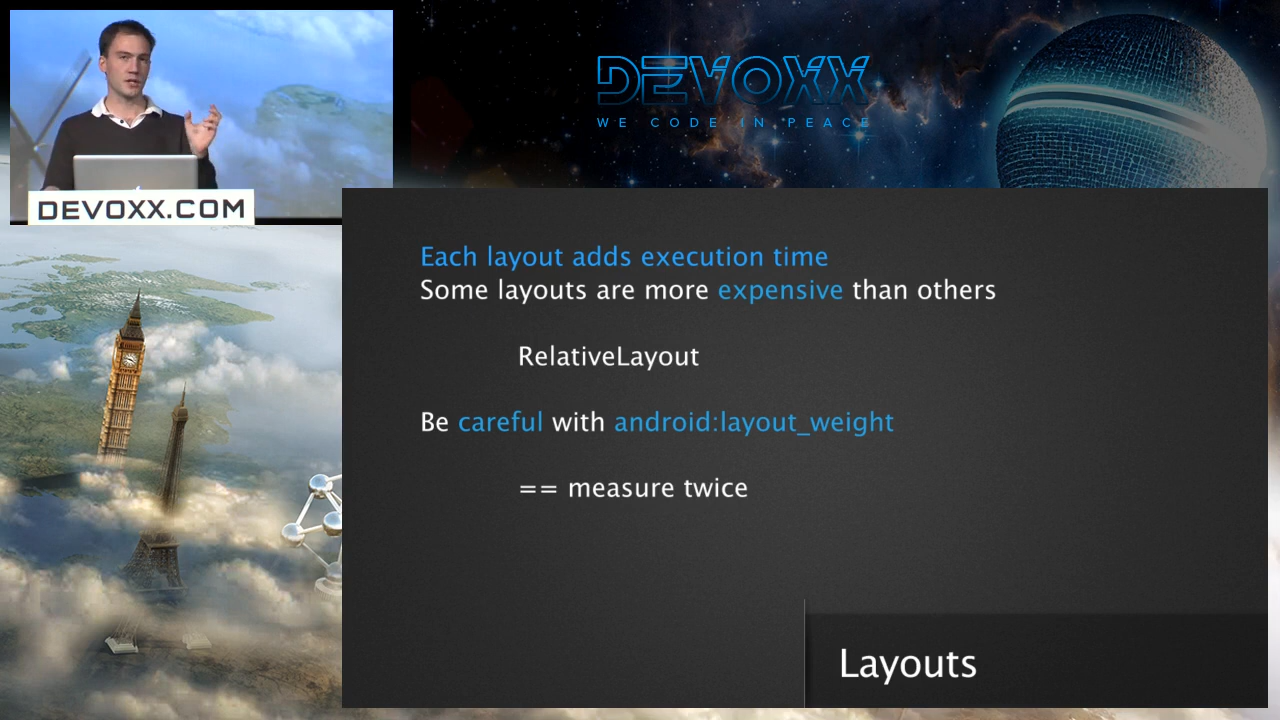 DEVOXX
WE CODE IN PEACE
DEVOXX.COM
Each layout adds execution time
Some layouts are more expensive than others
RelativeLayout
Be careful with android:layout_weight
== measure twice
Layouts